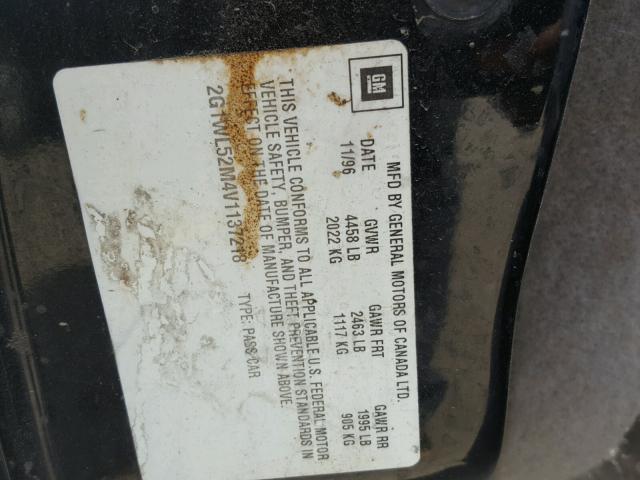 GM
MFD BY GENERAL MOTORS OF CANADA LTD.
DATE GVWR GAWR FRT GAWR RR
11/96 4458 LB 2463 LB 1995 LB
2022 KG 1117 KG 905 KG
THIS VEHICLE CONFORMS TO ALL APPLICABLE U.S. FEDERAL MOTOR
VEHICLE SAFETY, BUMPER, AND THEFT PREVENTION STANDARDS IN
EFFECT ON THE DATE OF MANUFACTURE SHOWN ABOVE.
2G1WL52M4V1137218 TYPE: PASS CAR